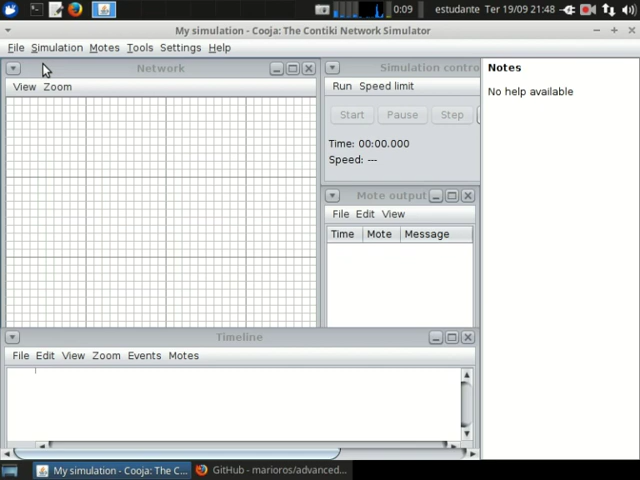 0:09 estudante Ter 19/09 21:48
My simulation - Cooja: The Contiki Network Simulator
File Simulation Motes Tools Settings Help
Network
View Zoom
Simulation contro
Run Speed limit
Start Pause Step
Time: 00:00.000
Speed: ---
Mote output
File Edit View
Time Mote Message
Notes
No help available
Timeline
File Edit View Zoom Events Motes
My simulation - Cooja: The C...
GitHub - marioros/advanced...